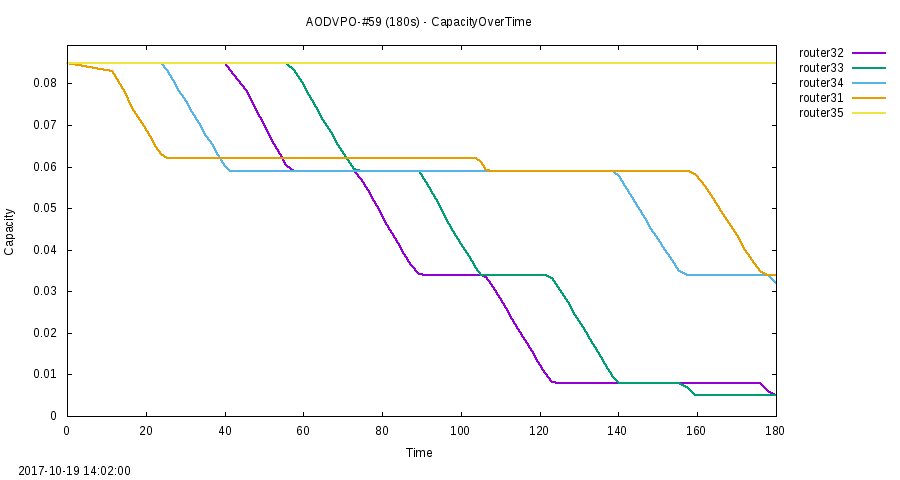 AODVPO-#59 (180s) - CapacityOverTime
router32
router33
router34
router31
router35
0.08
0.07
0.06
0.05
0.04
0.03
0.02
0.01
0
Capacity
0 20 40 60 80 100 120 140 160 180
Time
2017-10-19 14:02:00